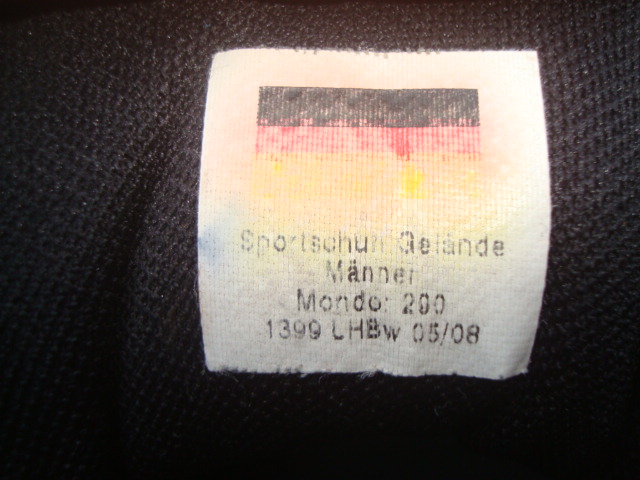 Sportschuh Gelände
Männer
Mondo: 290
1399 LHBw 05/08